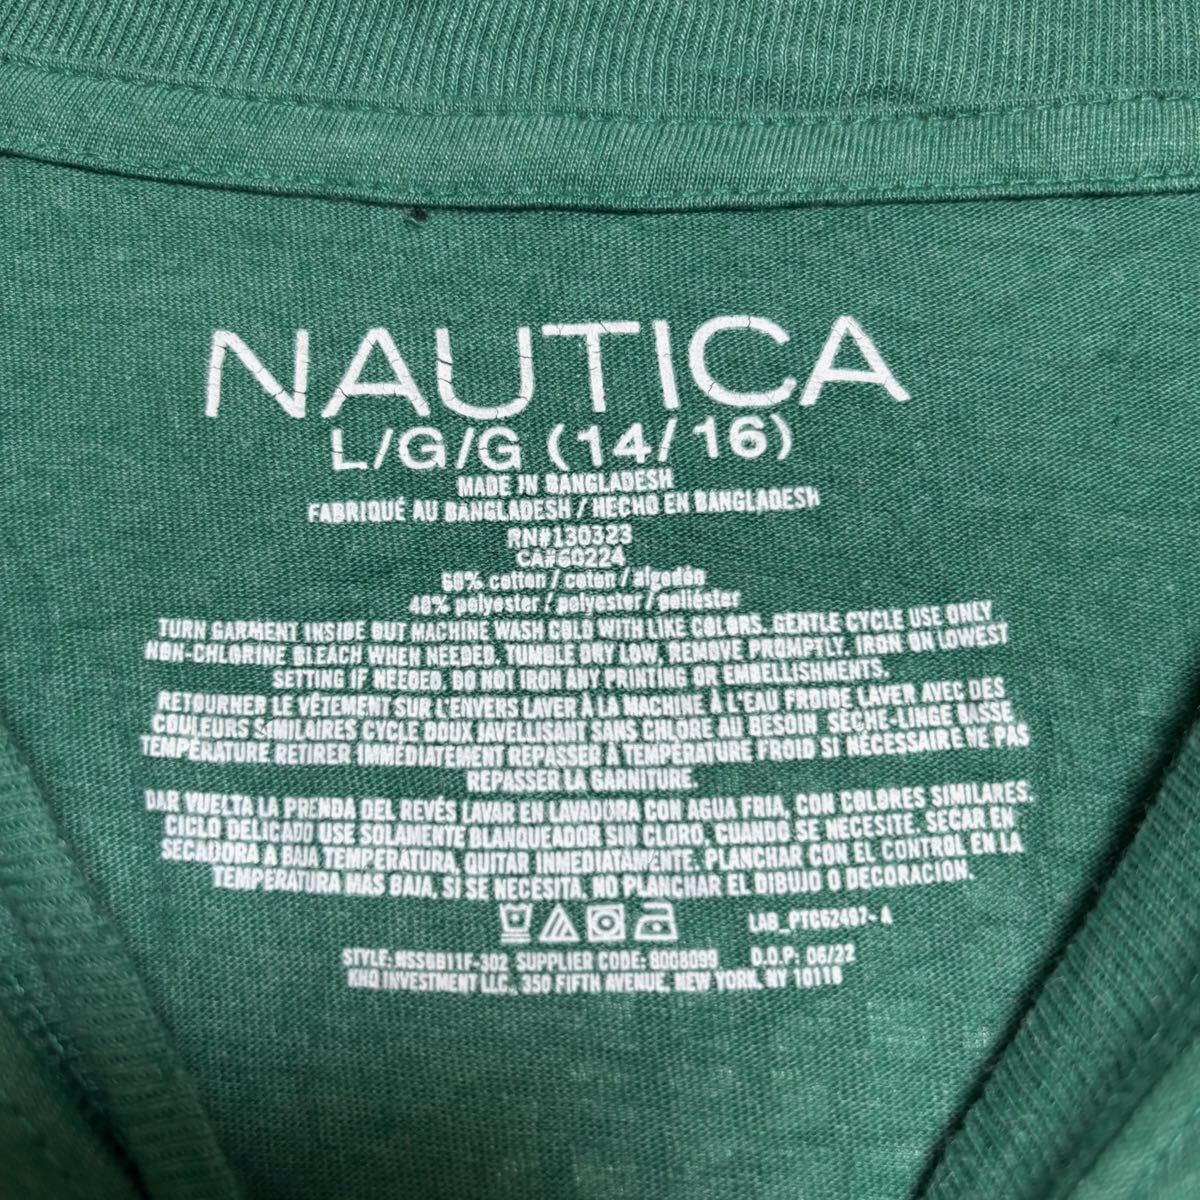 NAUTICA
L/G/G (14/16)
MADE IN BANGLADESH
FABRIQUÉ AU BANGLADESH / HECHO EN BANGLADESH
RN#130323
CA#60224
60% cotton / coton / algodón
40% polyester / polyester / poliéster
TURN GARMENT INSIDE OUT MACHINE WASH COLD WITH LIKE COLORS. GENTLE CYCLE USE ONLY
NON-CHLORINE BLEACH WHEN NEEDED. TUMBLE DRY LOW, REMOVE PROMPTLY. IRON ON LOWEST
SETTING IF NEEDED. DO NOT IRON ANY PRINTING OR EMBELLISHMENTS.
RETOURNER LE VÊTEMENT SUR L'ENVERS LAVER À LA MACHINE À L'EAU FROIDE LAVER AVEC DES
COULEURS SIMILAIRES CYCLE DOUX JAVELLISANT SANS CHLORE AU BESOIN. SÈCHE-LINGE BASSE
TEMPÉRATURE RETIRER IMMÉDIATEMENT REPASSER À TEMPÉRATURE FROID SI NÉCESSAIRE NE PAS
REPASSER LA GARNITURE.
DAR VUELTA LA PRENDA DEL REVÉS LAVAR EN LAVADORA CON AGUA FRIA, CON COLORES SIMILARES.
CICLO DELICADO USE SOLAMENTE BLANQUEADOR SIN CLORO, CUANDO SE NECESITE. SECAR EN
SECADORA A BAJA TEMPERATURA, QUITAR INMEDIATAMENTE. PLANCHAR CON EL CONTROL EN LA
TEMPERATURA MAS BAJA, SI SE NECESITA, NO PLANCHAR EL DIBUJO O DECORACION.
LAB_PTC62487-A
STYLE: SUPPLIER CODE: 8008099 D.O.P: 06/22
KHQ INVESTMENT LLC., 350 FIFTH AVENUE, NEW YORK, NY 10118